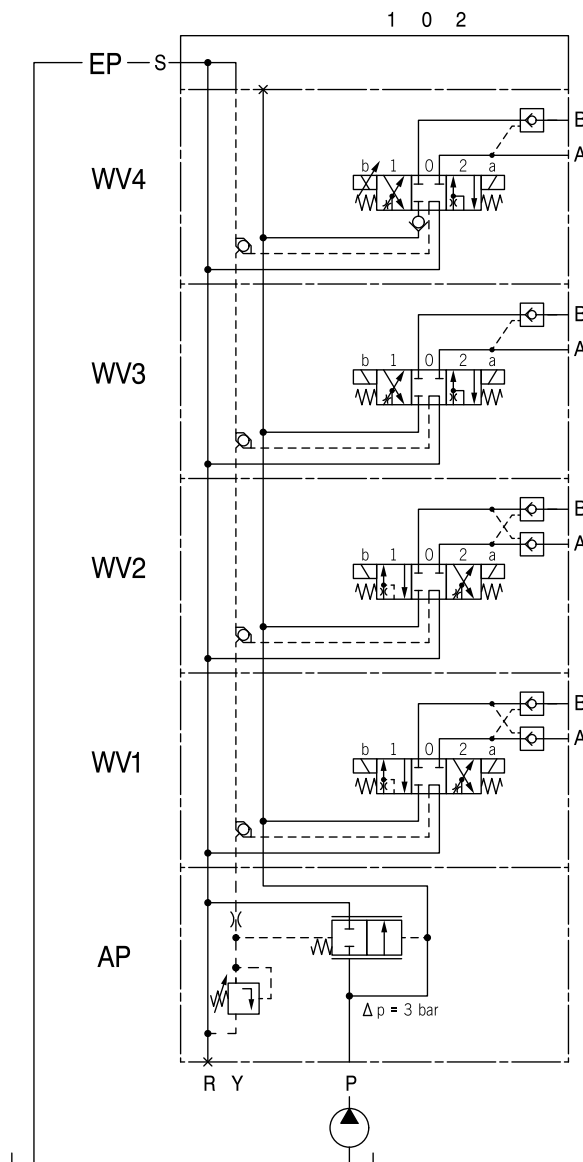 1 0 2
EP S
B
WV4 b 1 0 2 a A
B
WV3 b 1 0 2 a A
B
WV2 b 1 0 2 a A
B
WV1 b 1 0 2 a A
AP
Δ p = 3 bar
R Y P